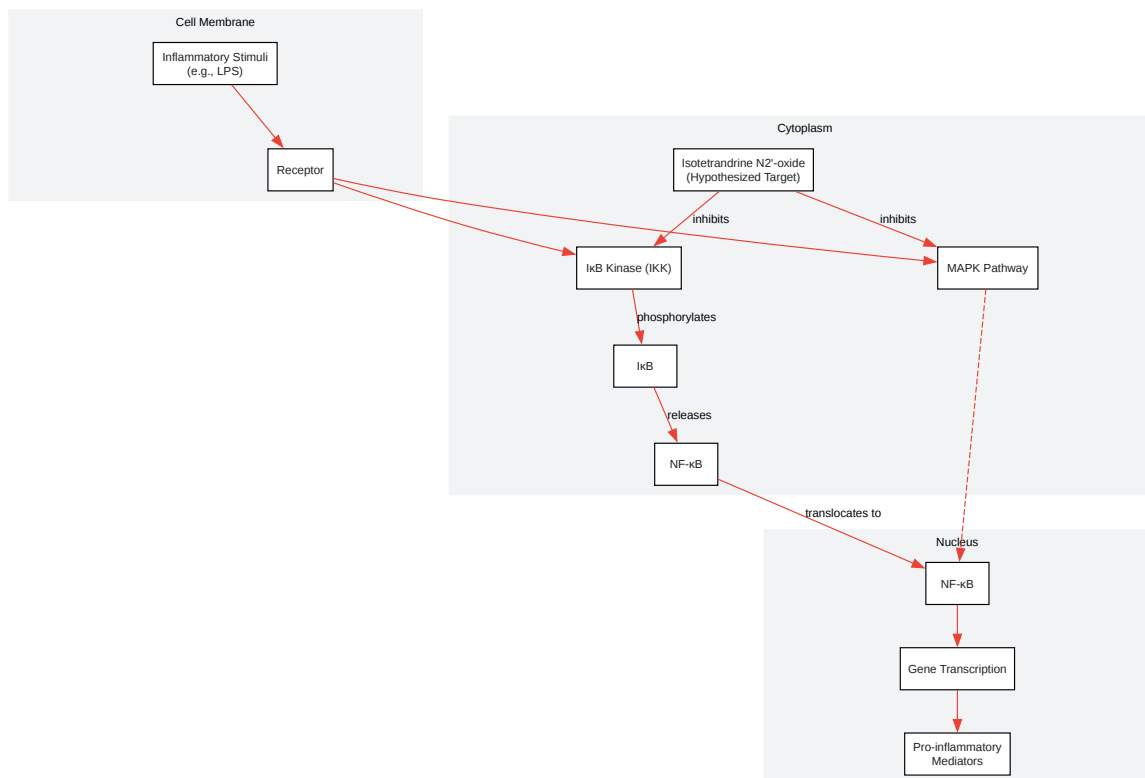 Cell Membrane
Inflammatory Stimuli
(e.g., LPS)
Receptor
Cytoplasm
Isotetrandrine N2'-oxide
(Hypothesized Target)
inhibits
inhibits
IκB Kinase (IKK)
MAPK Pathway
phosphorylates
IκB
releases
NF-κB
translocates to
Nucleus
NF-κB
Gene Transcription
Pro-inflammatory
Mediators